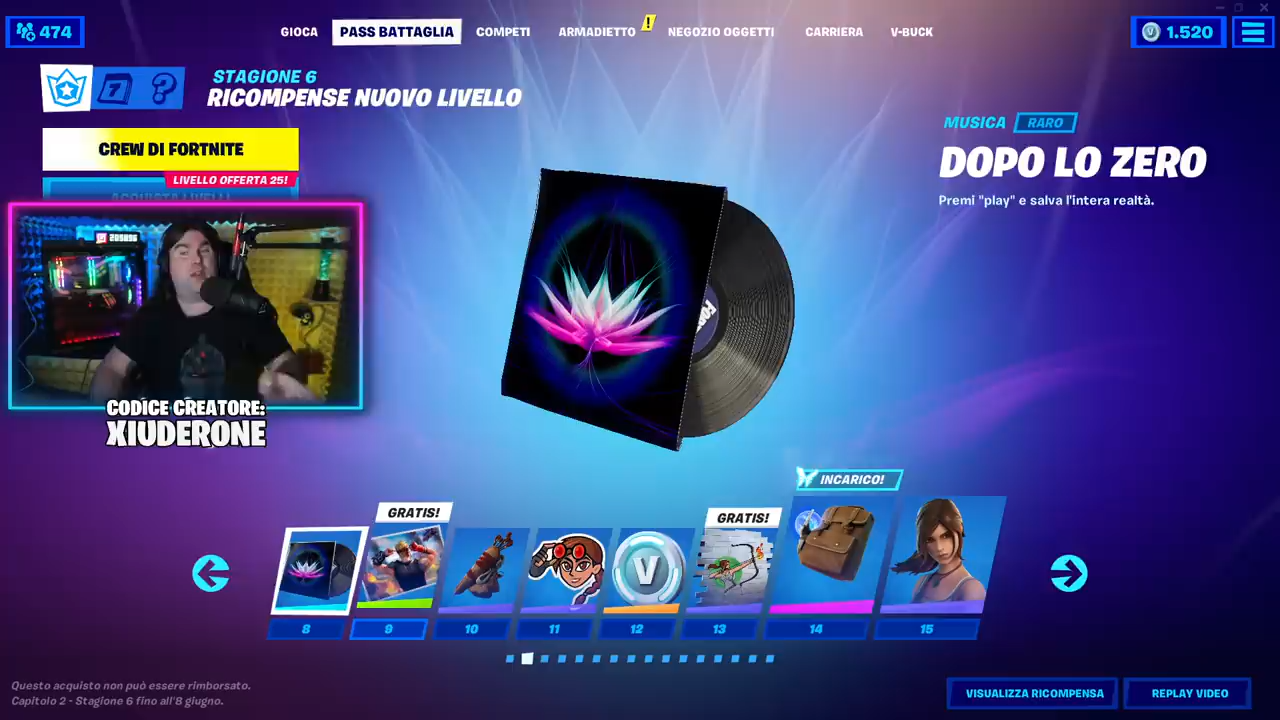 474
GIOCA
PASS BATTAGLIA
COMPETI
ARMADIETTO
!
NEGOZIO OGGETTI
CARRIERA
V-BUCK
1.520
7
?
STAGIONE 6
RICOMPENSE NUOVO LIVELLO
CREW DI FORTNITE
LIVELLO OFFERTA 25!
ACQUISTA LIVELLI
MUSICA
RARO
DOPO LO ZERO
Premi "play" e salva l'intera realtà.
CODICE CREATORE:
XIUDERONE
INCARICO!
GRATIS!
GRATIS!
V
8
9
10
11
12
13
14
15
Questo acquisto non può essere rimborsato.
Capitolo 2 - Stagione 6 fino all'8 giugno.
VISUALIZZA RICOMPENSA
REPLAY VIDEO